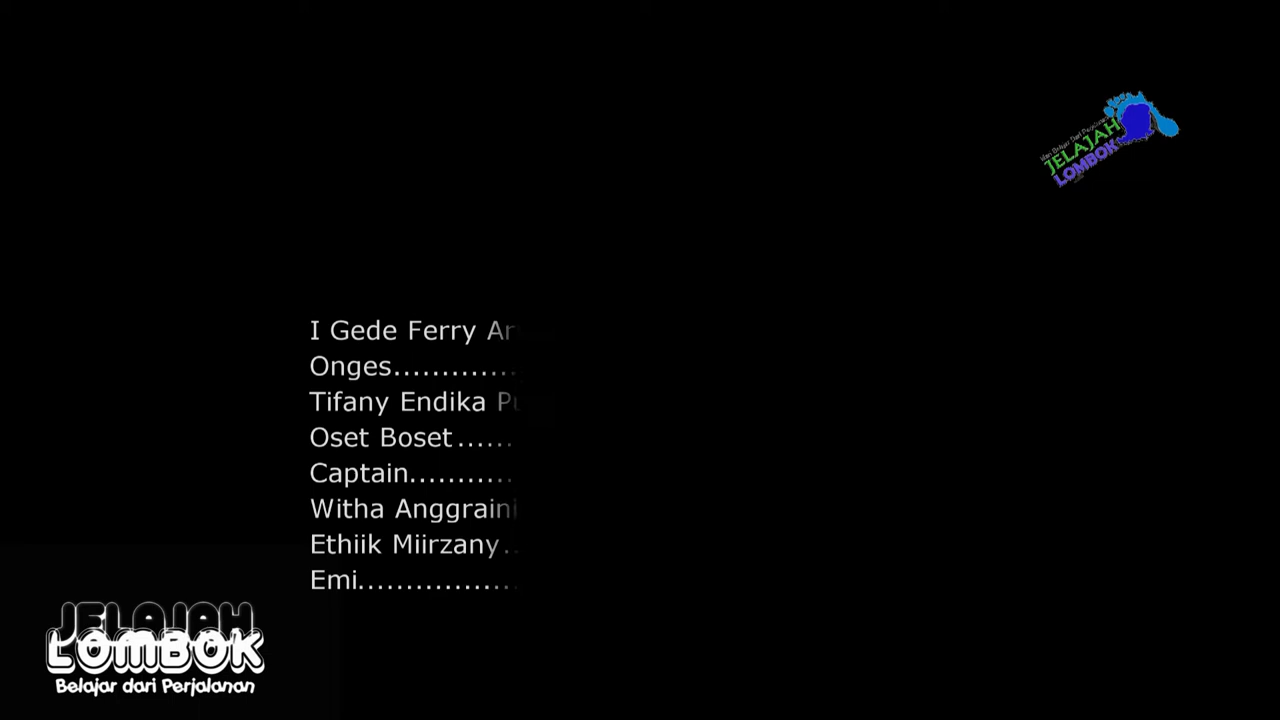 JELAJAH
LOMBOK
I Gede Ferry
Onges.............
Tifany Endika
Oset Boset......
Captain...........
Witha Anggraini
Ethiik Miirzany..
Emi.................
JELAJAH
LOMBOK
Belajar dari Perjalanan